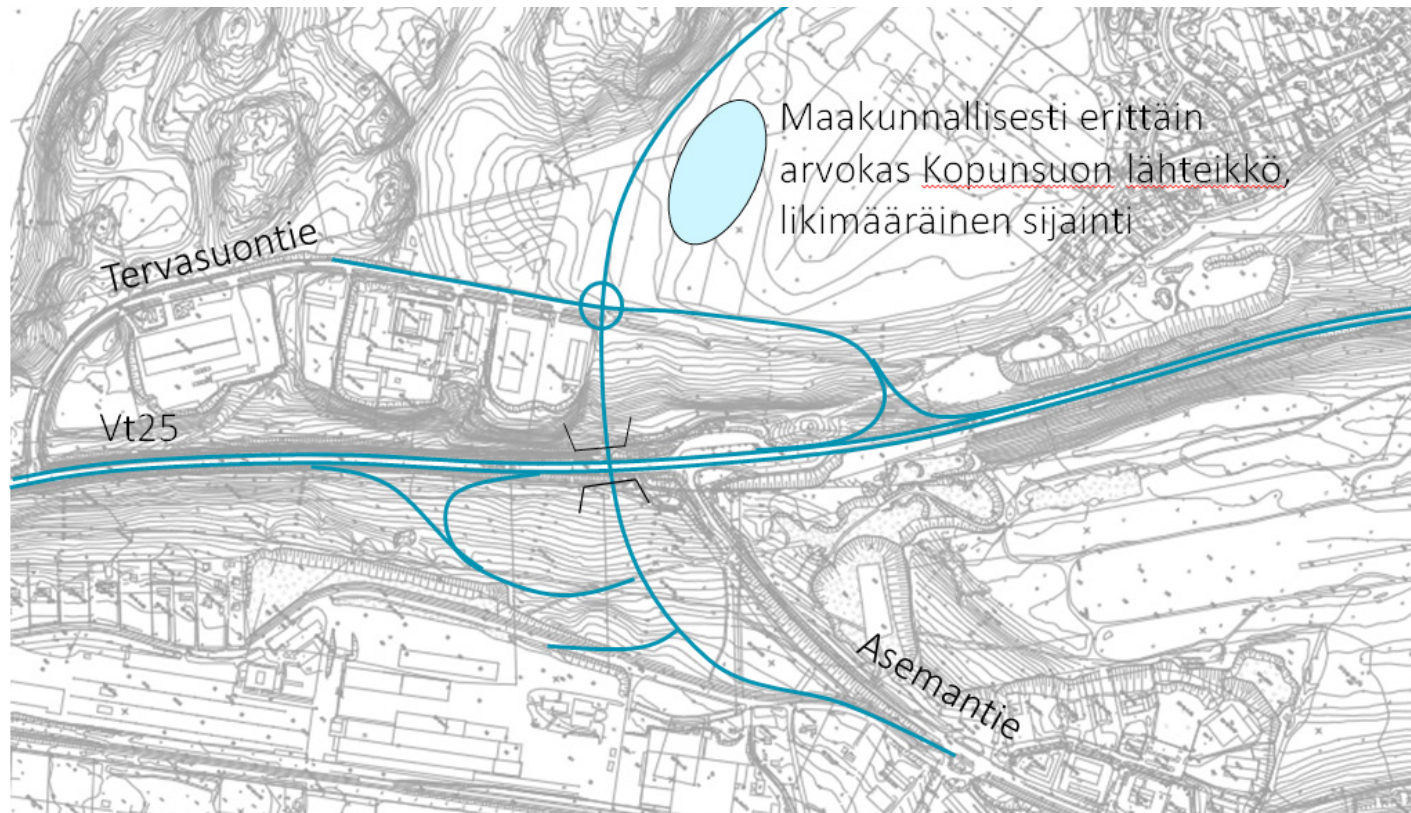 Maakunnallisesti erittäin
arvokas Kopunsuon lähteikkö,
likimääräinen sijainti
Tervasuontie
Vt25
Asemantie